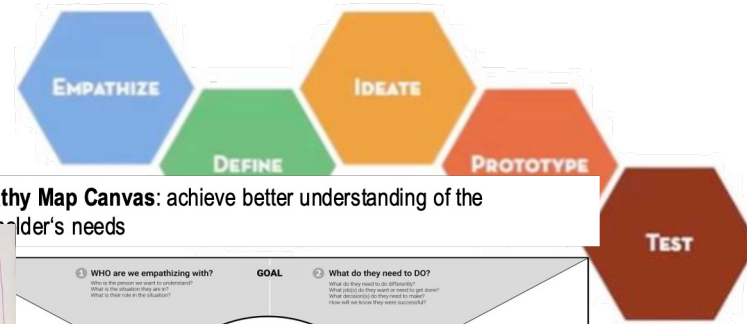 EMPATHIZE
IDEATE
DEFINE
PROTOTYPE
TEST
thy Map Canvas: achieve better understanding of the
older's needs
1 WHO are we empathizing with?
Who is the person we want to understand?
What is the situation they are in?
What is their role in the situation?
GOAL
2 What do they need to DO?
What do they need to do differently?
What job(s) do they want or need to get done?
What decision(s) do they need to make?
How will we know they were successful?